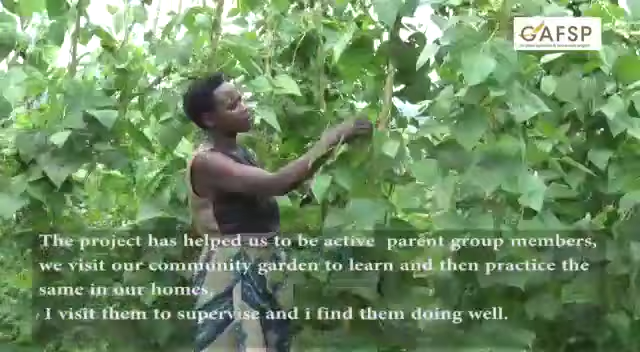 GAFSP
The project has helped us to be active parent group members,
we visit our community garden to learn and then practice the
same in our homes.
I visit them to supervise and i find them doing well.